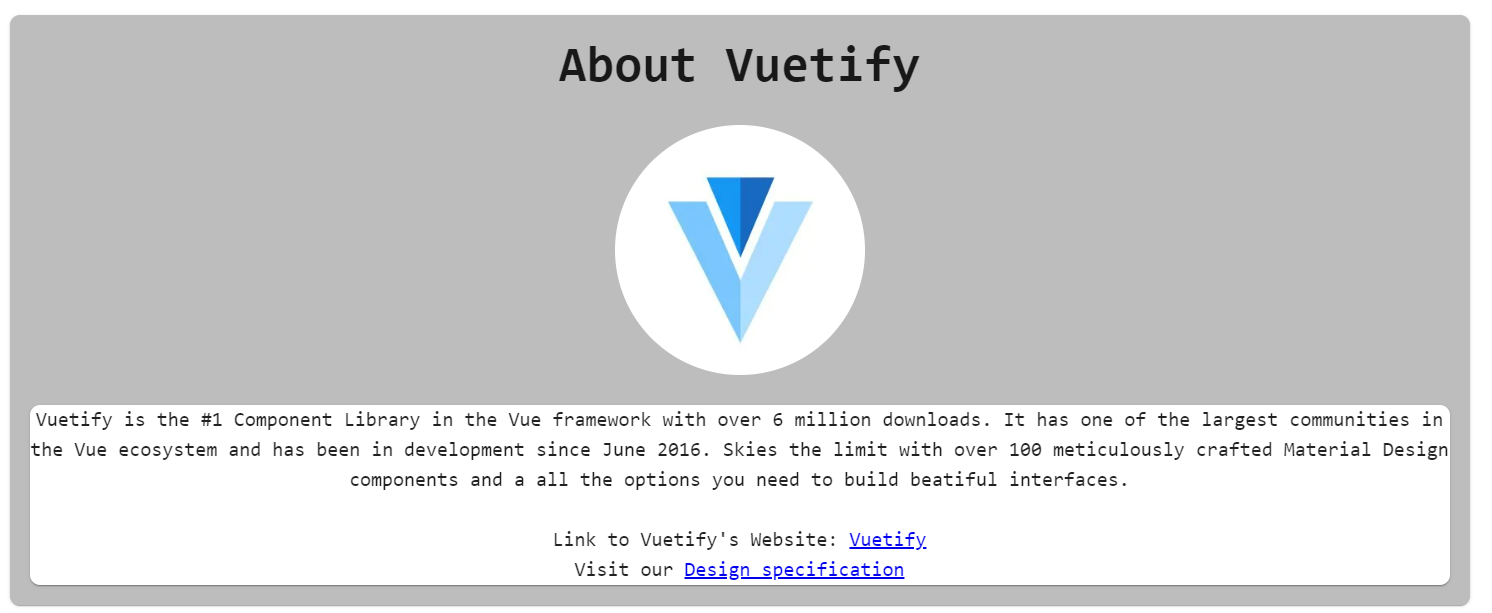 About Vuetify
Vuetify is the #1 Component Library in the Vue framework with over 6 million downloads. It has one of the largest communities in
the Vue ecosystem and has been in development since June 2016. Skies the limit with over 100 meticulously crafted Material Design
components and a all the options you need to build beatiful interfaces.
Link to Vuetify's Website: Vuetify
Visit our Design specification